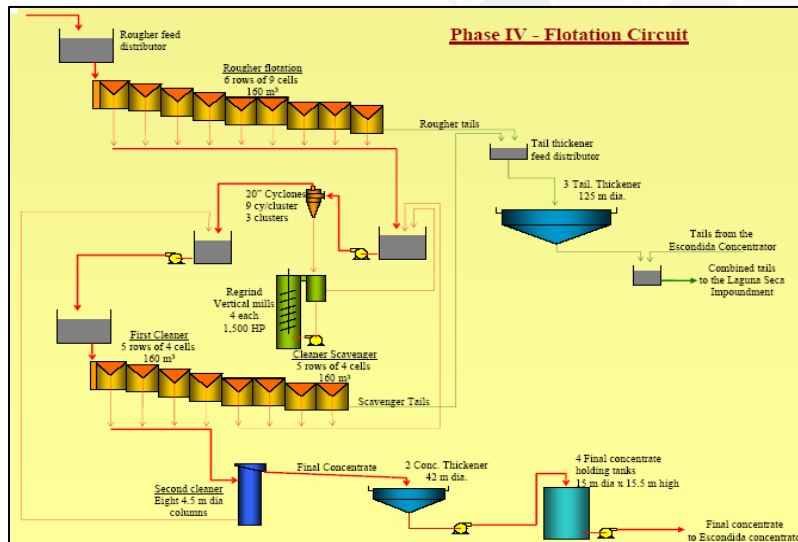 Phase IV - Flotation Circuit
Rougher feed
distributor
Rougher flotation
6 rows of 9 cells
160 m³
Rougher tails
Tail thickener
feed distributor
3 Tail. Thickener
125 m dia.
20" Cyclones
9 cy/cluster
3 clusters
Tails from the
Escondida Concentrator
Combined tails
to the Laguna Seca
Impoundment
Regrind
Vertical mills
4 each
1,500 HP
First Cleaner
5 rows of 4 cells
160 m³
Cleaner Scavenger
5 rows of 4 cells
160 m³
Scavenger Tails
Final Concentrate
2 Conc. Thickener
42 m dia.
4 Final concentrate
holding tanks
15 m dia x 15.5 m high
Second cleaner
Eight 4.5 m dia
columns
Final concentrate
to Escondida concentrato